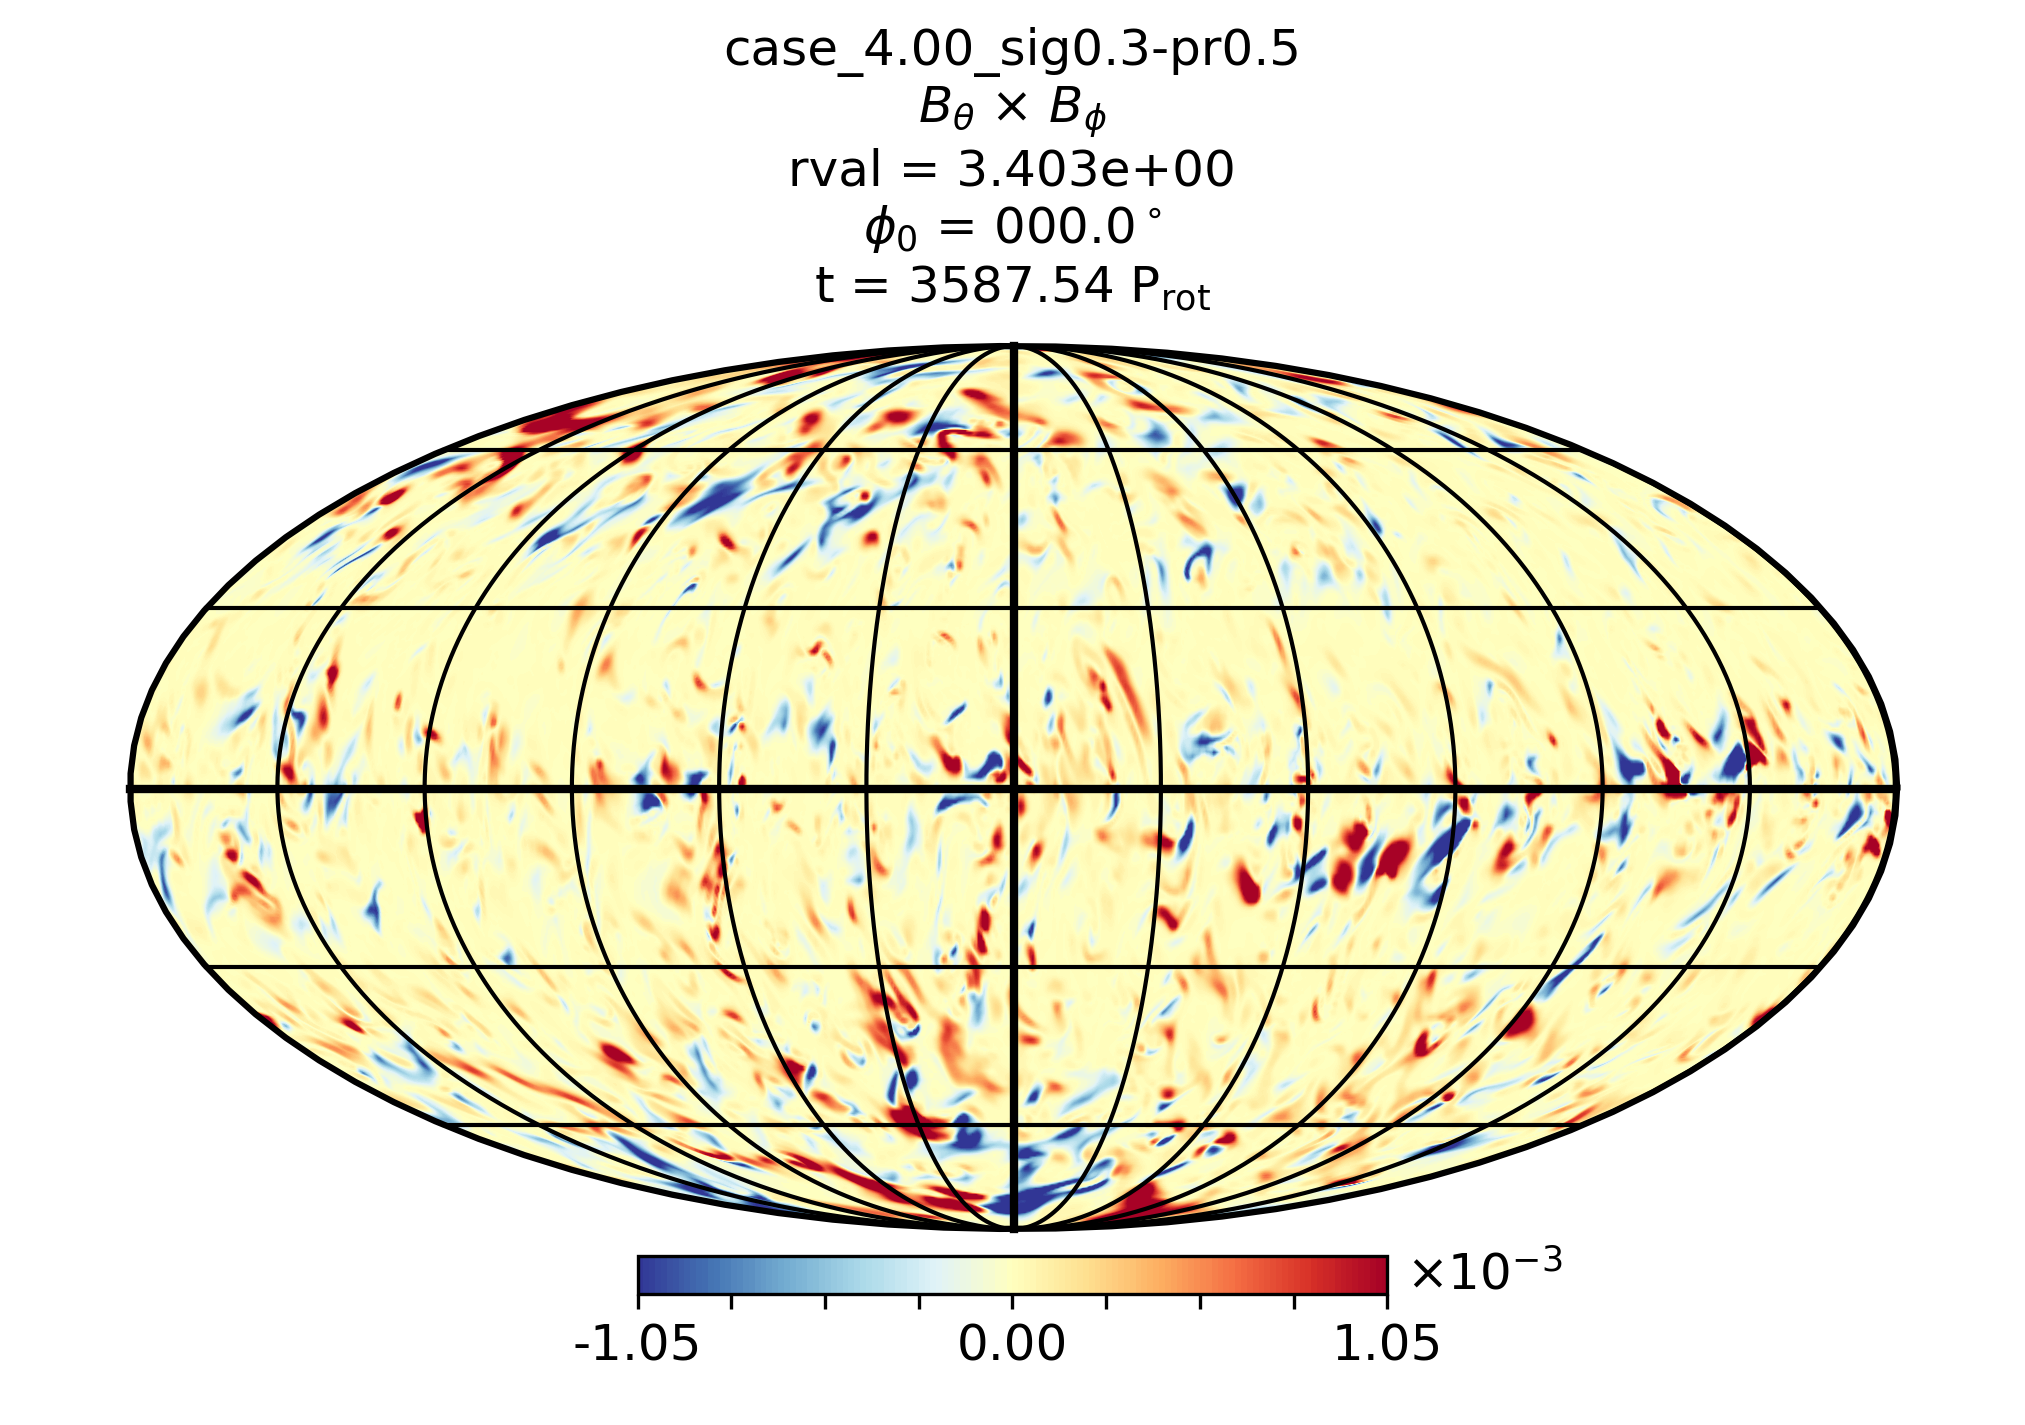 case_4.00_sig0.3-pr0.5
B_θ × B_ϕ
rval = 3.403e+00
ϕ_0 = 000.0°
t = 3587.54 P_rot
×10^−3
-1.05 0.00 1.05